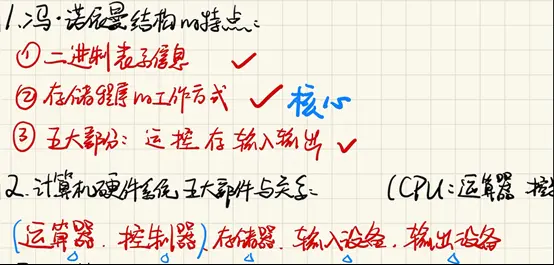 1.冯·诺依曼结构的特点:
① 二进制表示信息 ✓
② 存储程序的工作方式 ✓ 核心
③ 五大部份: 运 控 存 输入 输出 ✓
2.计算机硬件系统 五大部件与关系: (CPU:运算器 控
(运算器. 控制器). 存储器. 输入设备. 输出设备